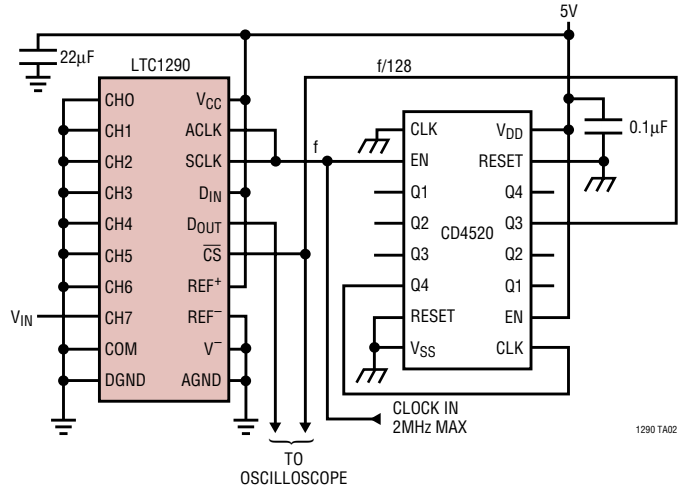 5V
22µF
LTC1290
f/128
CHO
CH1
CH2
CH3
CH4
CH5
CH6
CH7
COM
DGND
VCC
ACLK
SCLK
DIN
DOUT
CS
REF+
REF−
V−
AGND
VIN
f
CLK
EN
Q1
Q2
Q3
Q4
RESET
VSS
CD4520
VDD
RESET
Q4
Q3
Q2
Q1
EN
CLK
0.1µF
CLOCK IN
2MHz MAX
TO
OSCILLOSCOPE
1290 TA02